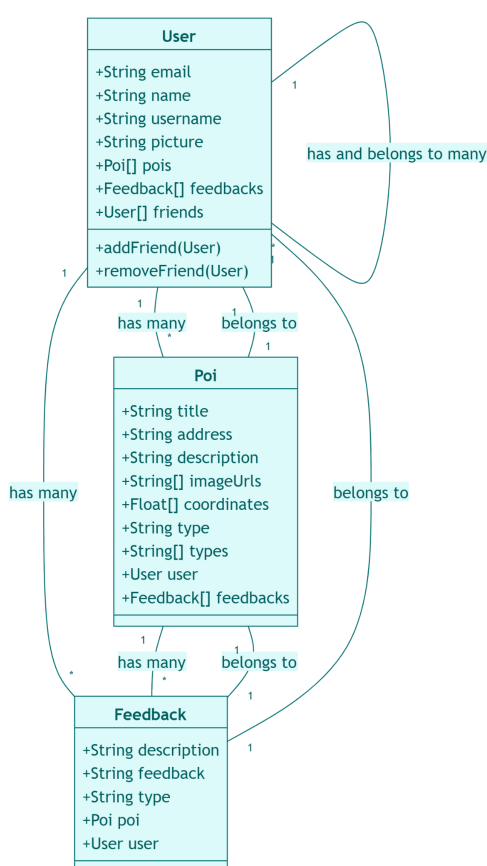 User
+String email
+String name
+String username
+String picture
+Poi[] pois
+Feedback[] feedbacks
+User[] friends
+addFriend(User)
+removeFriend(User)
1
has and belongs to many
*
1
1
1
has many
*
1
belongs to
1
Poi
+String title
+String address
+String description
+String[] imageUrls
+Float[] coordinates
+String type
+String[] types
+User user
+Feedback[] feedbacks
has many
belongs to
1
has many
*
1
belongs to
1
*
1
Feedback
+String description
+String feedback
+String type
+Poi poi
+User user